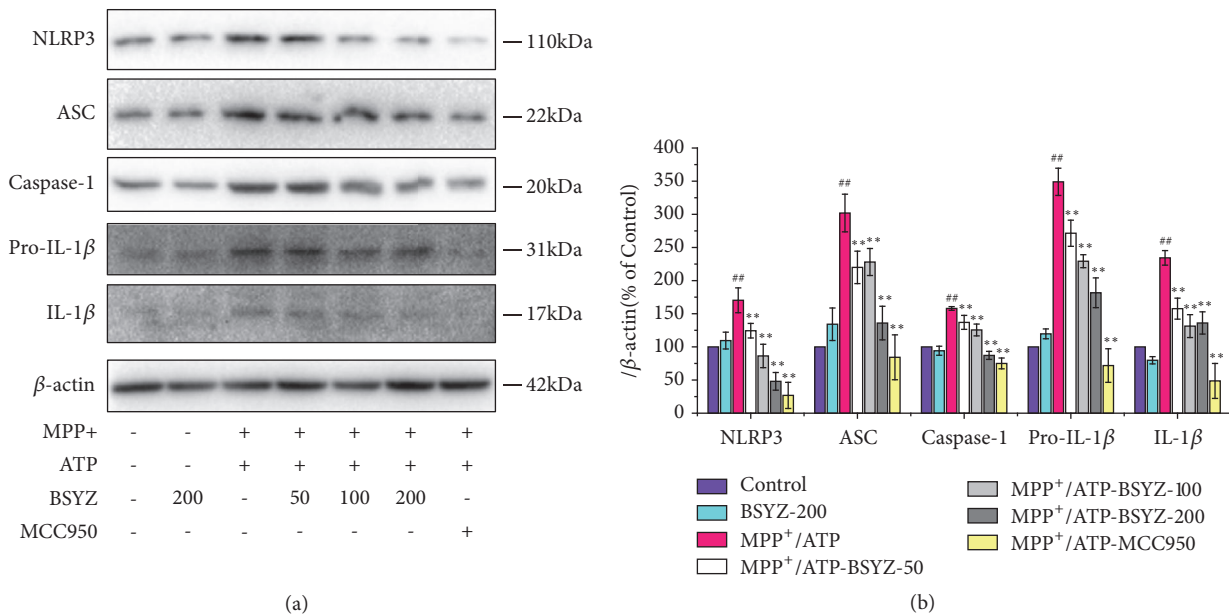 NLRP3
110kDa
ASC
22kDa
Caspase-1
20kDa
Pro-IL-1β
31kDa
IL-1β
17kDa
β-actin
42kDa
MPP+ - - + + + + +
ATP - - + + + + +
BSYZ - 200 - 50 100 200 -
MCC950 - - - - - - +
(a)
/β-actin(% of Control)
400
350
300
250
200
150
100
50
0
## ** ** ** **
## ** ** ** **
## ** ** ** **
## ** ** ** **
## ** ** ** **
NLRP3 ASC Caspase-1 Pro-IL-1β IL-1β
Control
BSYZ-200
MPP⁺/ATP
MPP⁺/ATP-BSYZ-50
MPP⁺/ATP-BSYZ-100
MPP⁺/ATP-BSYZ-200
MPP⁺/ATP-MCC950
(b)